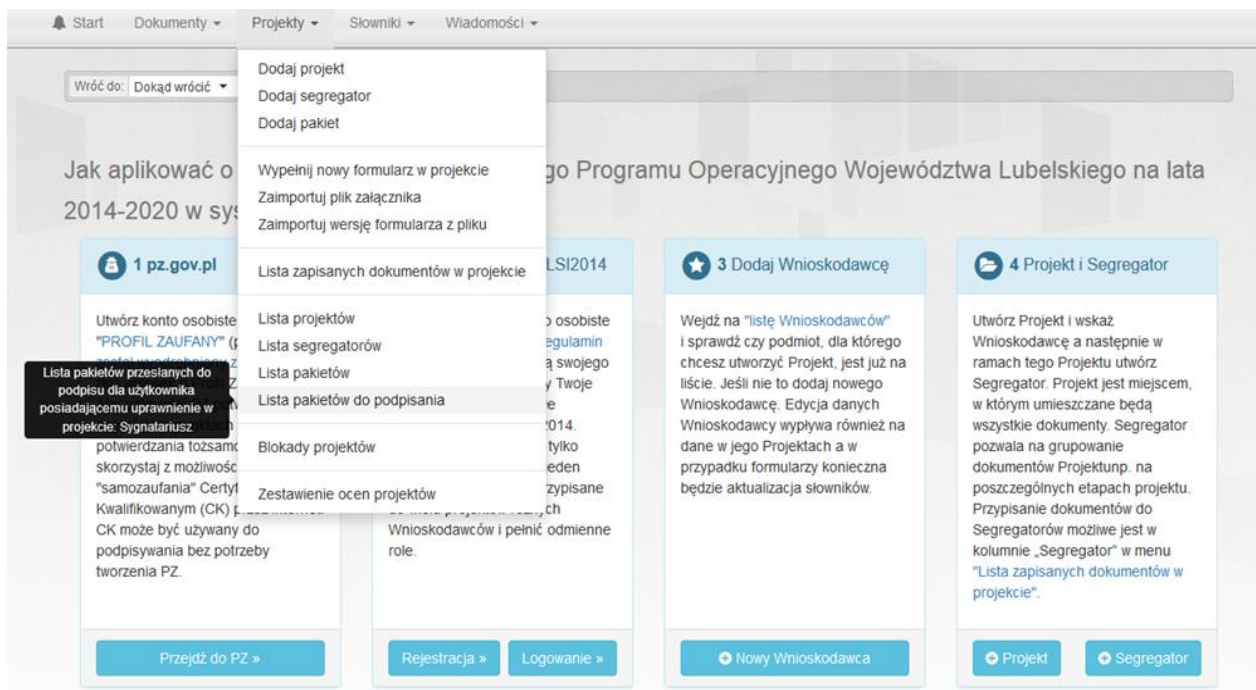 Start Dokumenty Projekty Słowniki Wiadomości
Wróć do: Dokąd wrócić
Dodaj projekt
Dodaj segregator
Dodaj pakiet
Wypełnij nowy formularz w projekcie
Zaimportuj plik załącznika
Zaimportuj wersję formularza z pliku
Lista zapisanych dokumentów w projekcie
Lista projektów
Lista segregatorów
Lista pakietów
Lista pakietów do podpisania
Blokady projektów
Zestawienie ocen projektów
Lista pakietów przesłanych do
podpisu dla użytkownika
posiadającemu uprawnienie w
projekcie: Sygnatariusz
Jak aplikować o go Programu Operacyjnego Województwa Lubelskiego na lata
2014-2020 w sys
1 pz.gov.pl
Utwórz konto osobiste
"PROFIL ZAUFANY"
potwierdzania tożsamo
skorzystaj z możliwośc
"samozaufania" Certyf
Kwalifikowanym (CK)
CK może być używany do
podpisywania bez potrzeby
tworzenia PZ.
Przejdź do PZ »
LSI2014
osobiste
egulamin
swojego
Twoje
2014.
tylko
eden
zypisane
Wnioskodawców i pełnić odmienne
role.
Rejestracja » Logowanie »
3 Dodaj Wnioskodawcę
Wejdź na "listę Wnioskodawców"
i sprawdź czy podmiot, dla którego
chcesz utworzyć Projekt, jest już na
liście. Jeśli nie to dodaj nowego
Wnioskodawcę. Edycja danych
Wnioskodawcy wypływa również na
dane w jego Projektach a w
przypadku formularzy konieczna
będzie aktualizacja słowników.
Nowy Wnioskodawca
4 Projekt i Segregator
Utwórz Projekt i wskaż
Wnioskodawcę a następnie w
ramach tego Projektu utwórz
Segregator. Projekt jest miejscem,
w którym umieszczane będą
wszystkie dokumenty. Segregator
pozwala na grupowanie
dokumentów Projektunp. na
poszczególnych etapach projektu.
Przypisanie dokumentów do
Segregatorów możliwe jest w
kolumnie „Segregator" w menu
"Lista zapisanych dokumentów w
projekcie".
Projekt Segregator